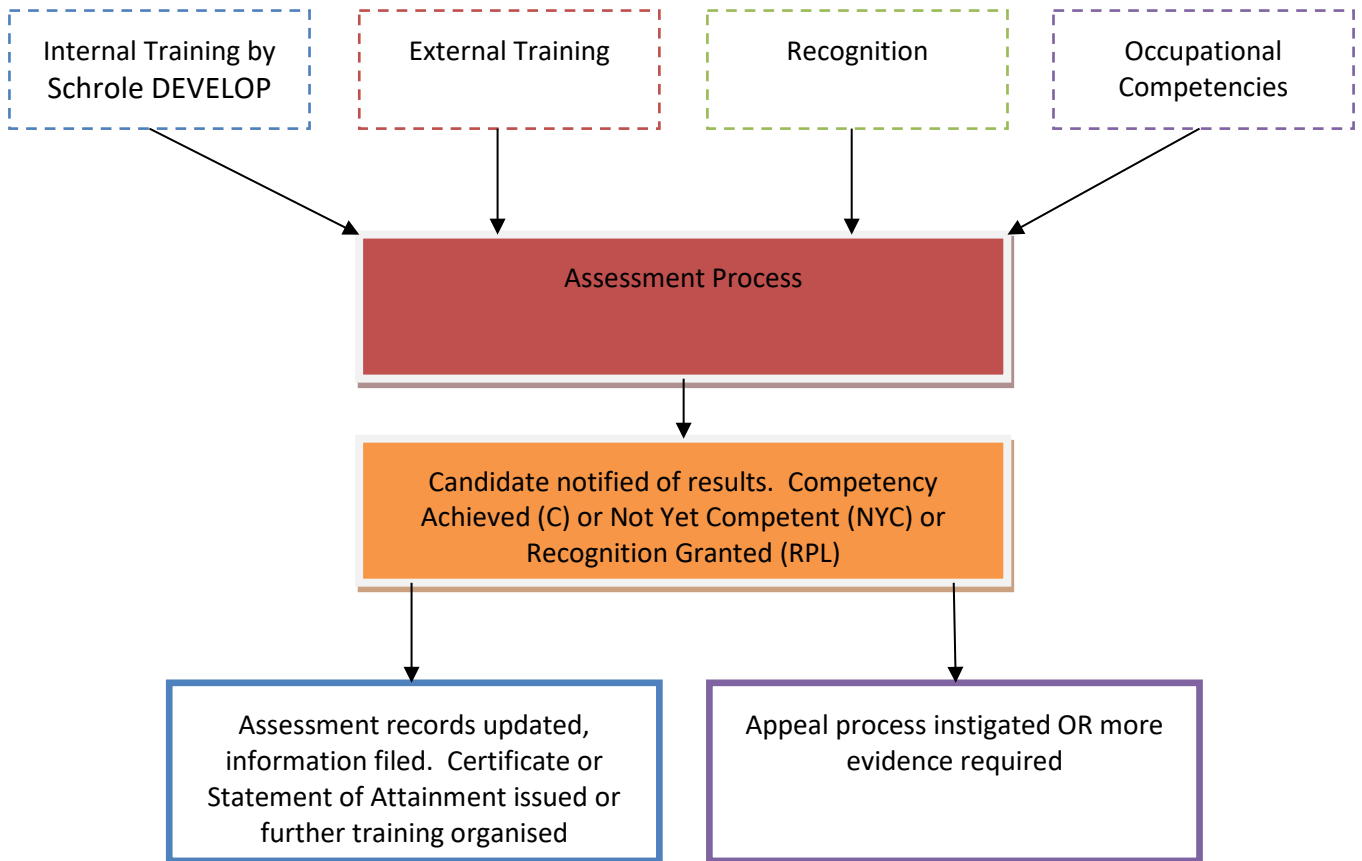 Internal Training by
Schrole DEVELOP
External Training
Recognition
Occupational
Competencies
Assessment Process
Candidate notified of results.  Competency
Achieved (C) or Not Yet Competent (NYC) or
Recognition Granted (RPL)
Assessment records updated,
information filed.  Certificate or
Statement of Attainment issued or
further training organised
Appeal process instigated OR more
evidence required